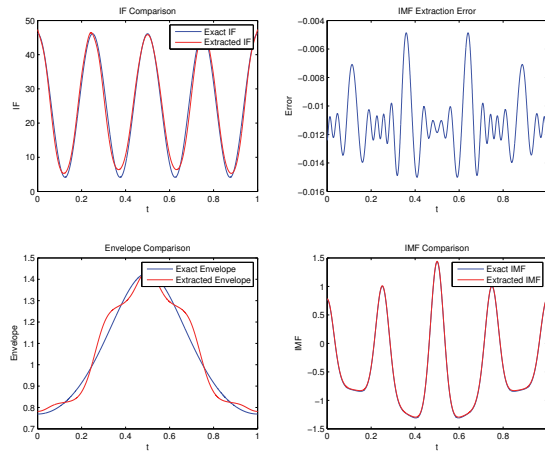 IF Comparison
50
40
30
20
10
0
IF
0
0.2
0.4
0.6
0.8
1
t
Exact IF
Extracted IF
IMF Extraction Error
−0.004
−0.006
−0.008
−0.01
−0.012
−0.014
−0.016
Error
0
0.2
0.4
0.6
0.8
t
Envelope Comparison
1.5
1.4
1.3
1.2
1.1
1
0.9
0.8
0.7
Envelope
0
0.2
0.4
0.6
0.8
1
t
Exact Envelope
Extracted Envelope
IMF Comparison
1.5
1
0.5
0
−0.5
−1
−1.5
IMF
0
0.2
0.4
0.6
0.8
t
Exact IMF
Extracted IMF